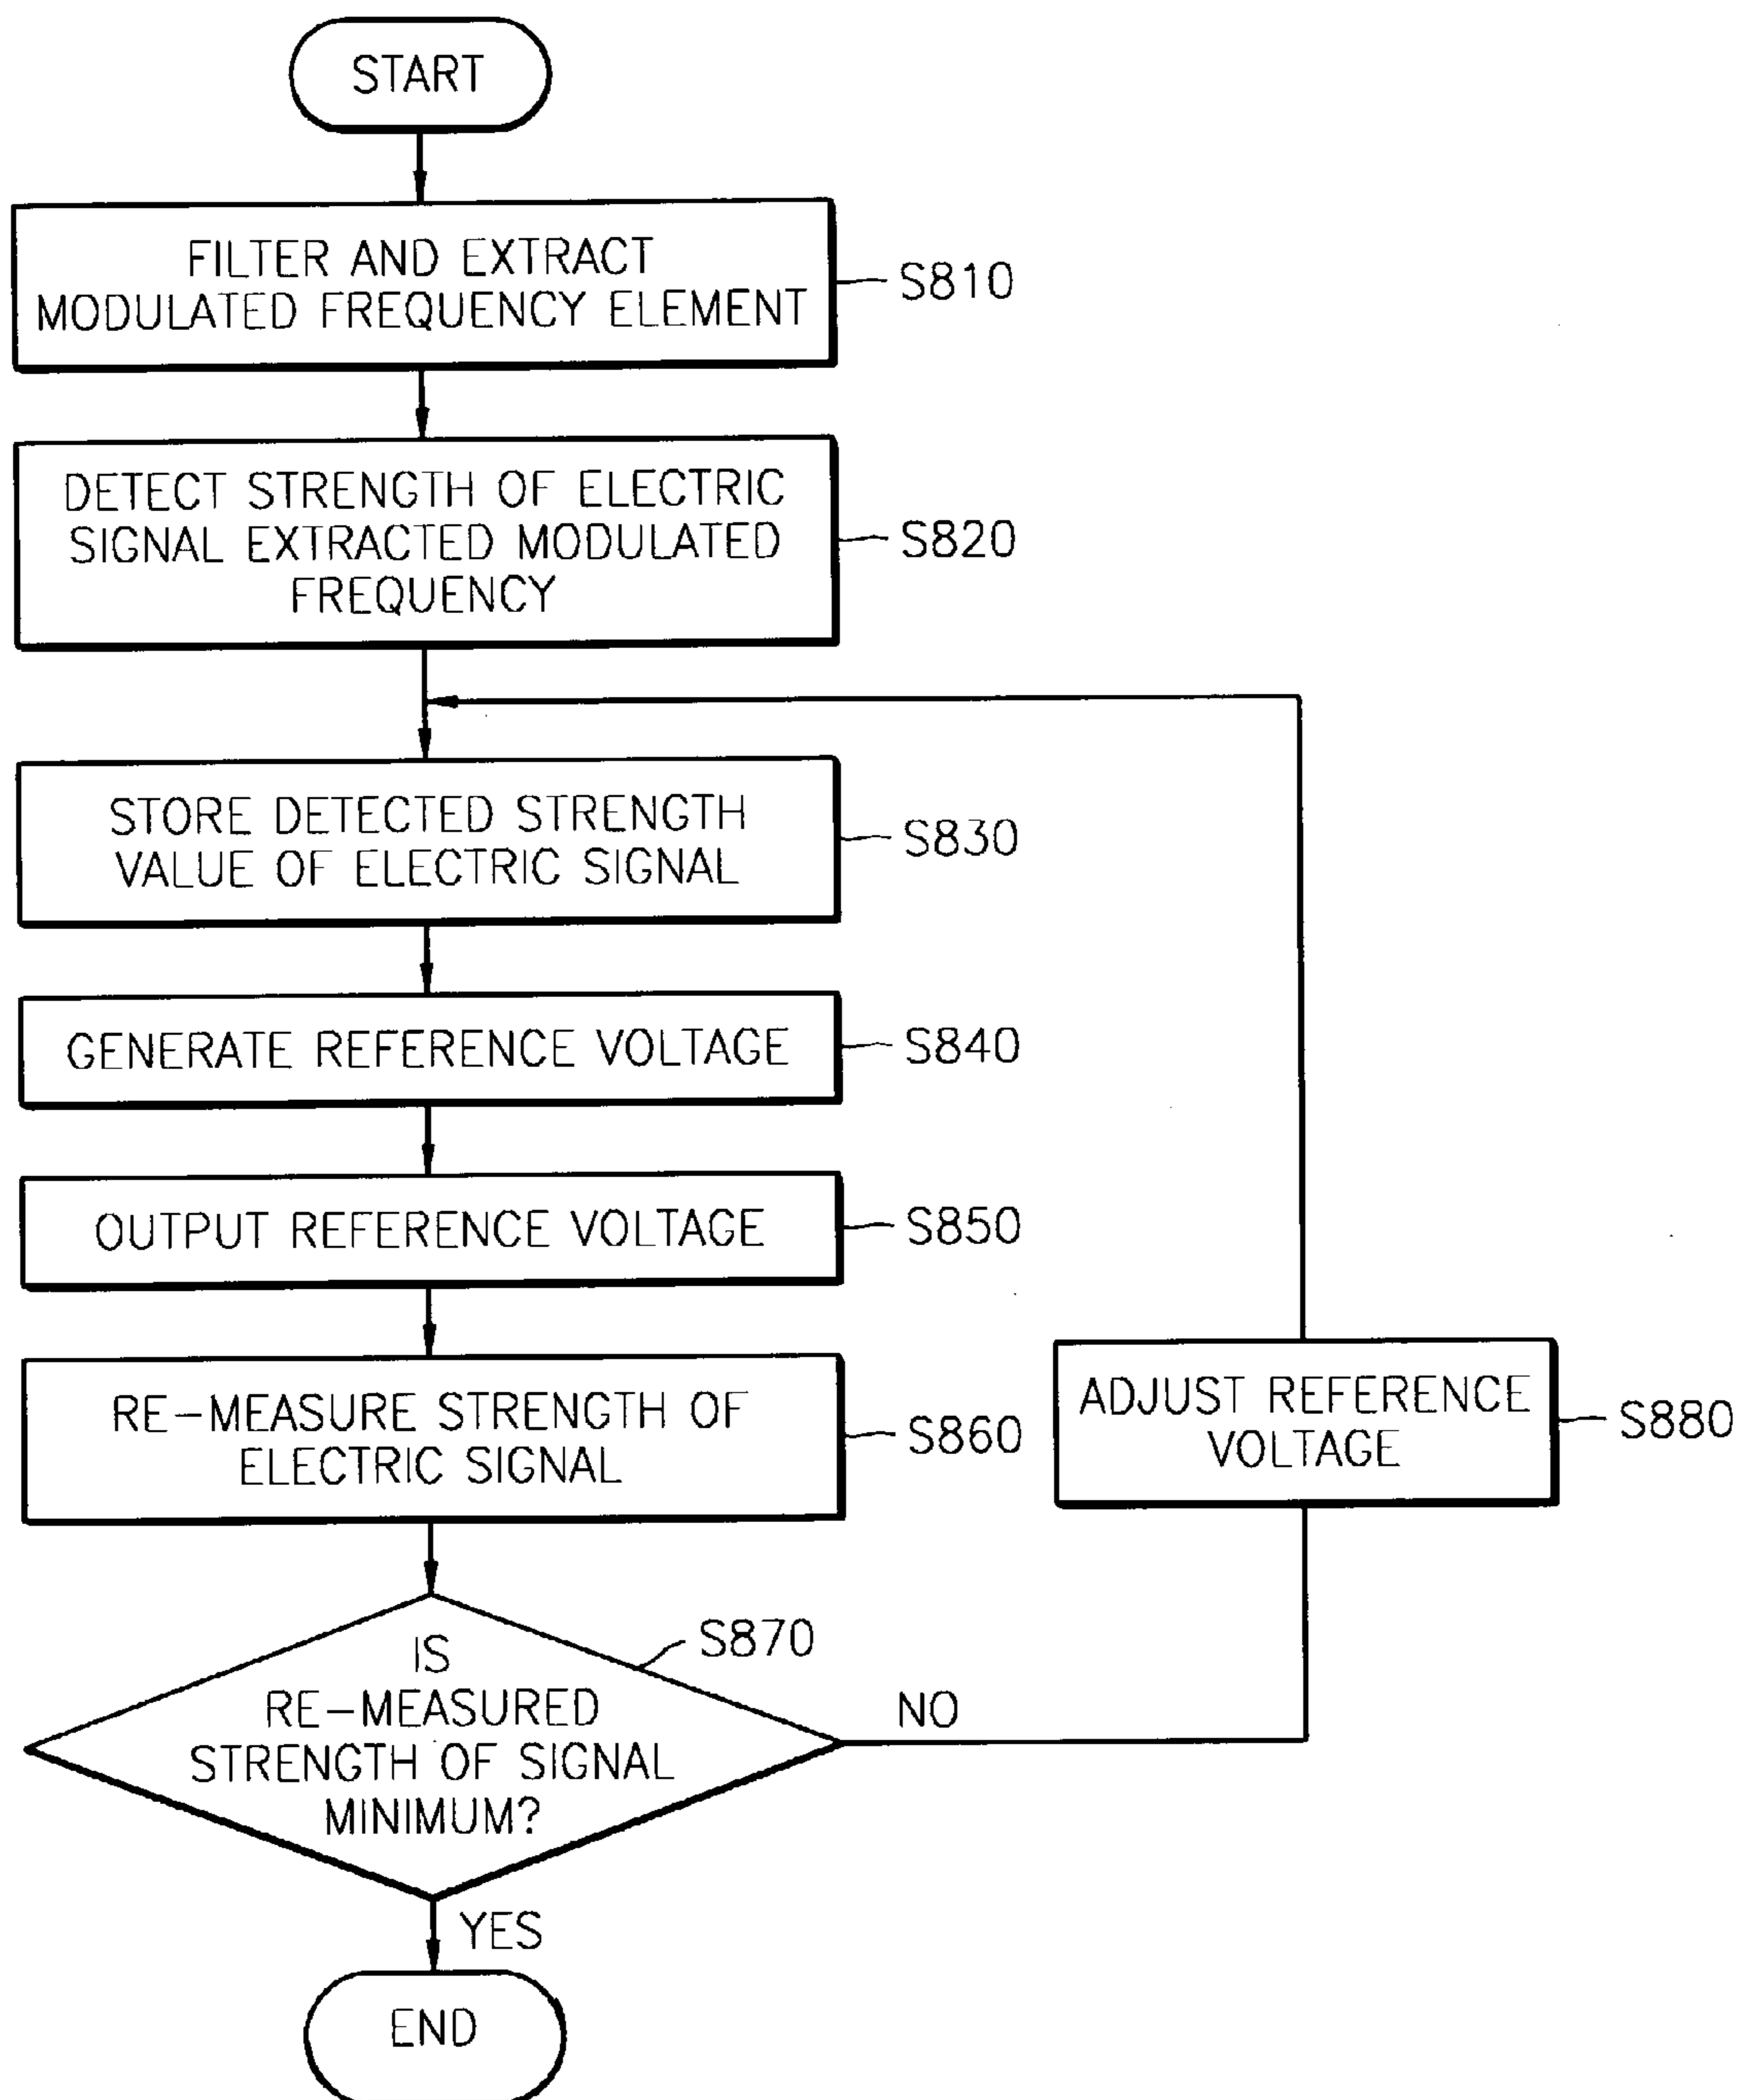 START
FILTER AND EXTRACT
MODULATED FREQUENCY ELEMENT
S810
DETECT STRENGTH OF ELECTRIC
SIGNAL EXTRACTED MODULATED
FREQUENCY
S820
STORE DETECTED STRENGTH
VALUE OF ELECTRIC SIGNAL
S830
GENERATE REFERENCE VOLTAGE
S840
OUTPUT REFERENCE VOLTAGE
S850
RE-MEASURE STRENGTH OF
ELECTRIC SIGNAL
S860
ADJUST REFERENCE
VOLTAGE
S880
S870
IS
RE-MEASURED
STRENGTH OF SIGNAL
MINIMUM?
NO
YES
END